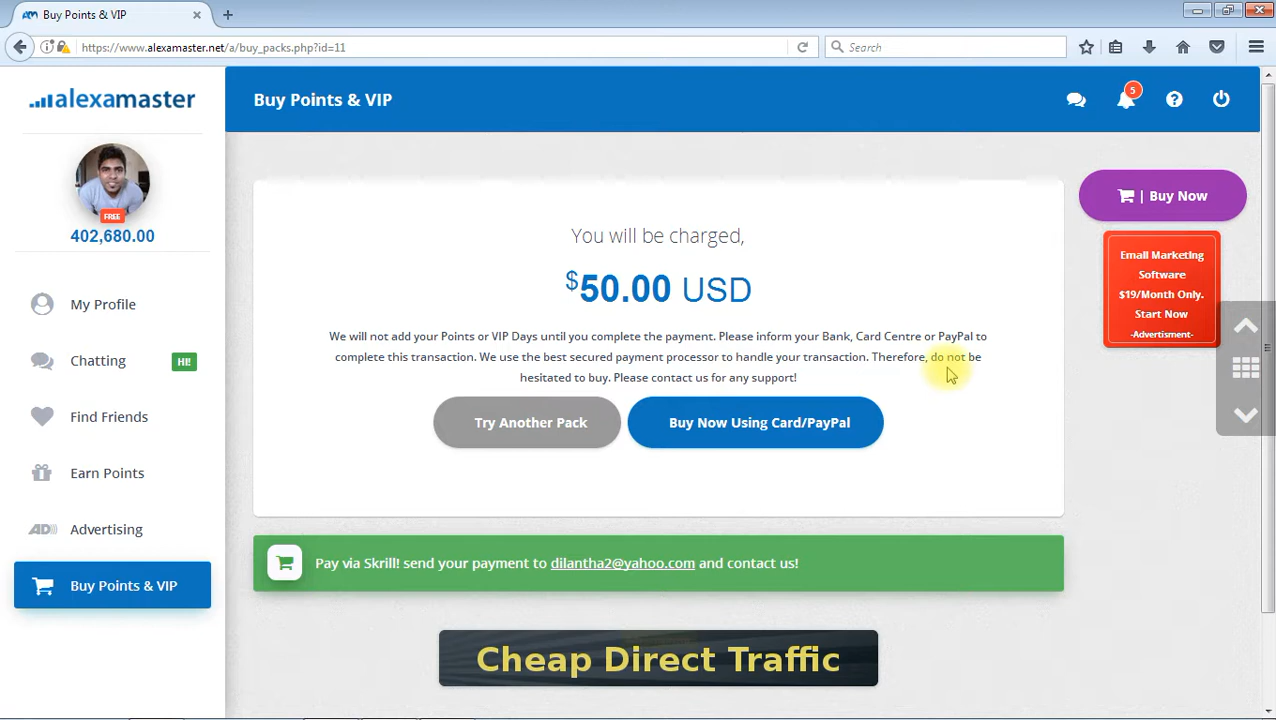 Buy Points & VIP
https://www.alexamaster.net/a/buy_packs.php?id=11
Search
alexamaster
FREE
402,680.00
My Profile
Chatting
HI!
Find Friends
Earn Points
AD
Advertising
Buy Points & VIP
Buy Points & VIP
5
You will be charged,
$50.00 USD
We will not add your Points or VIP Days until you complete the payment. Please inform your Bank, Card Centre or PayPal to
complete this transaction. We use the best secured payment processor to handle your transaction. Therefore, do not be
hesitated to buy. Please contact us for any support!
Try Another Pack
Buy Now Using Card/PayPal
Pay via Skrill! send your payment to dilantha2@yahoo.com and contact us!
Cheap Direct Traffic
| Buy Now
Email Marketing
Software
$19/Month Only.
Start Now
-Advertisment-